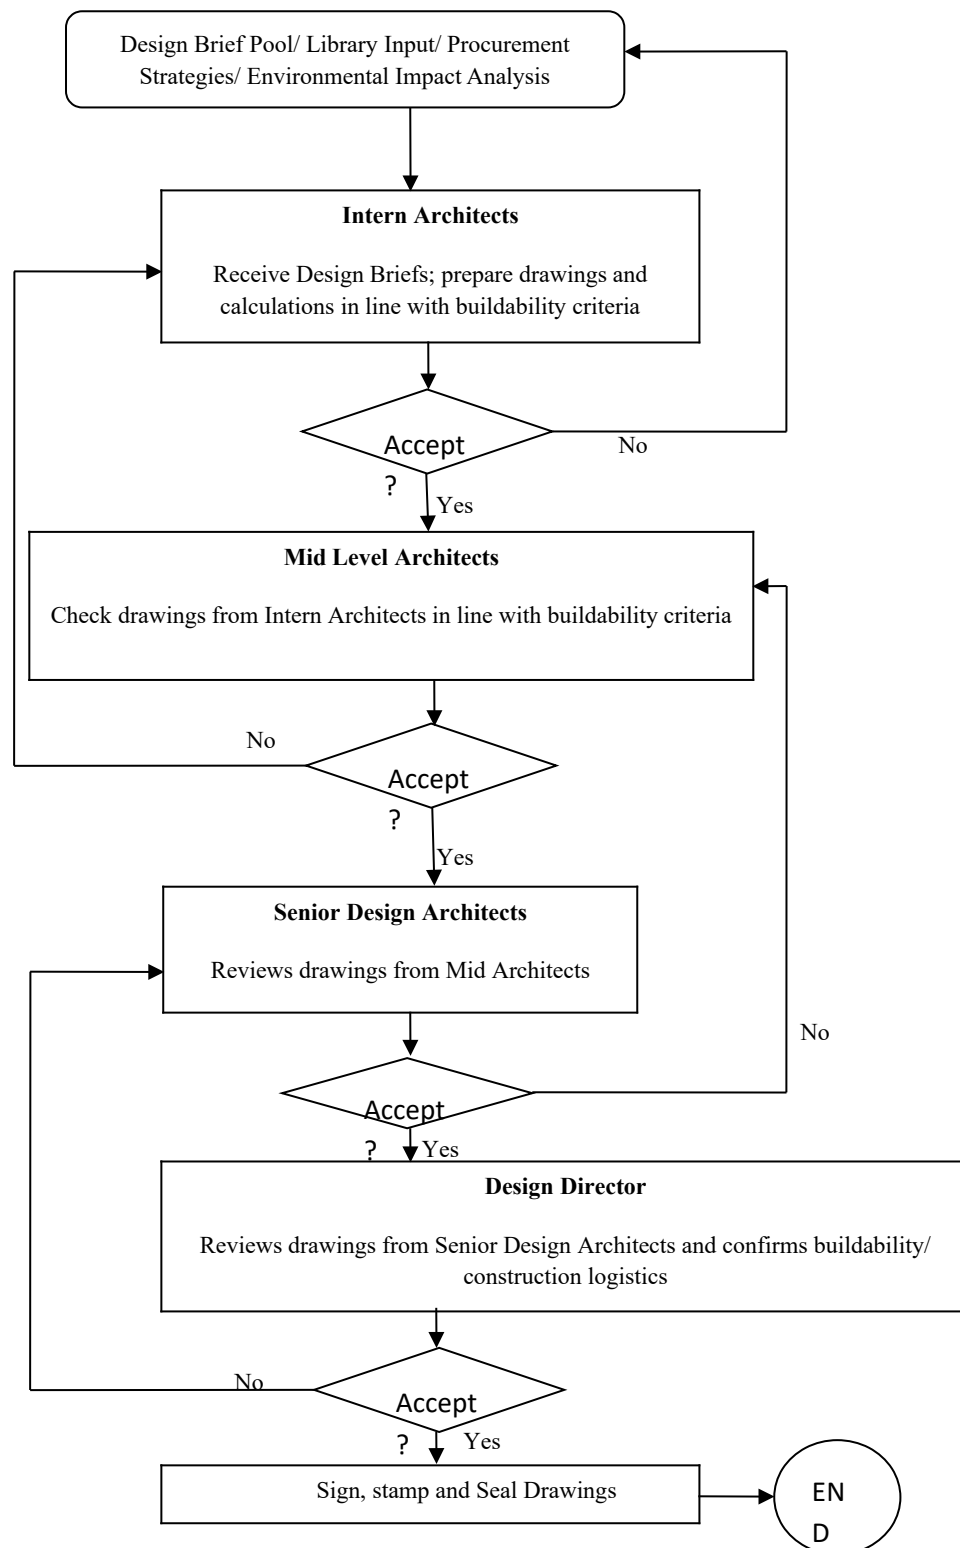 Design Brief Pool/ Library Input/ Procurement
Strategies/ Environmental Impact Analysis
Intern Architects
Receive Design Briefs; prepare drawings and
calculations in line with buildability criteria
Accept
?
No
Yes
Mid Level Architects
Check drawings from Intern Architects in line with buildability criteria
No
Accept
?
Yes
Senior Design Architects
Reviews drawings from Mid Architects
No
Accept
?
Yes
Design Director
Reviews drawings from Senior Design Architects and confirms buildability/
construction logistics
No
Accept
?
Yes
Sign, stamp and Seal Drawings
EN
D